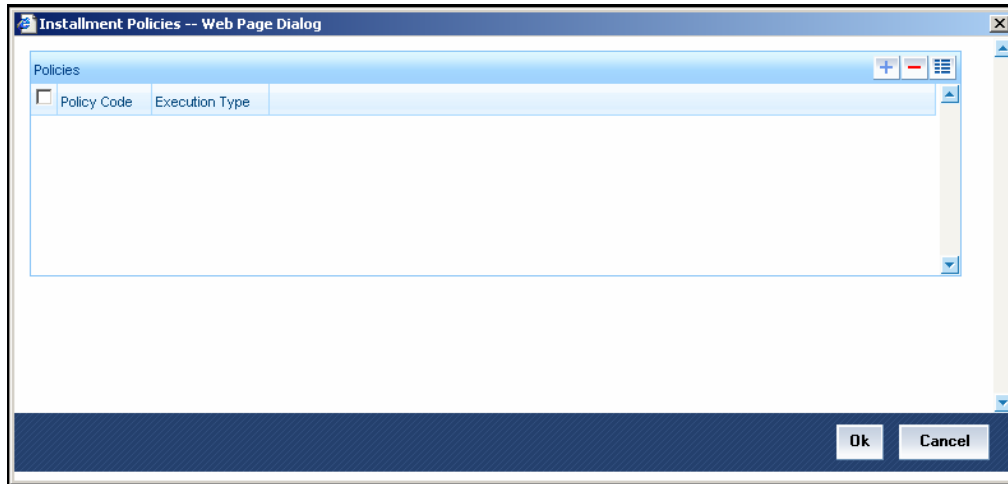 Installment Policies -- Web Page Dialog
Policies
Policy Code Execution Type
Ok Cancel